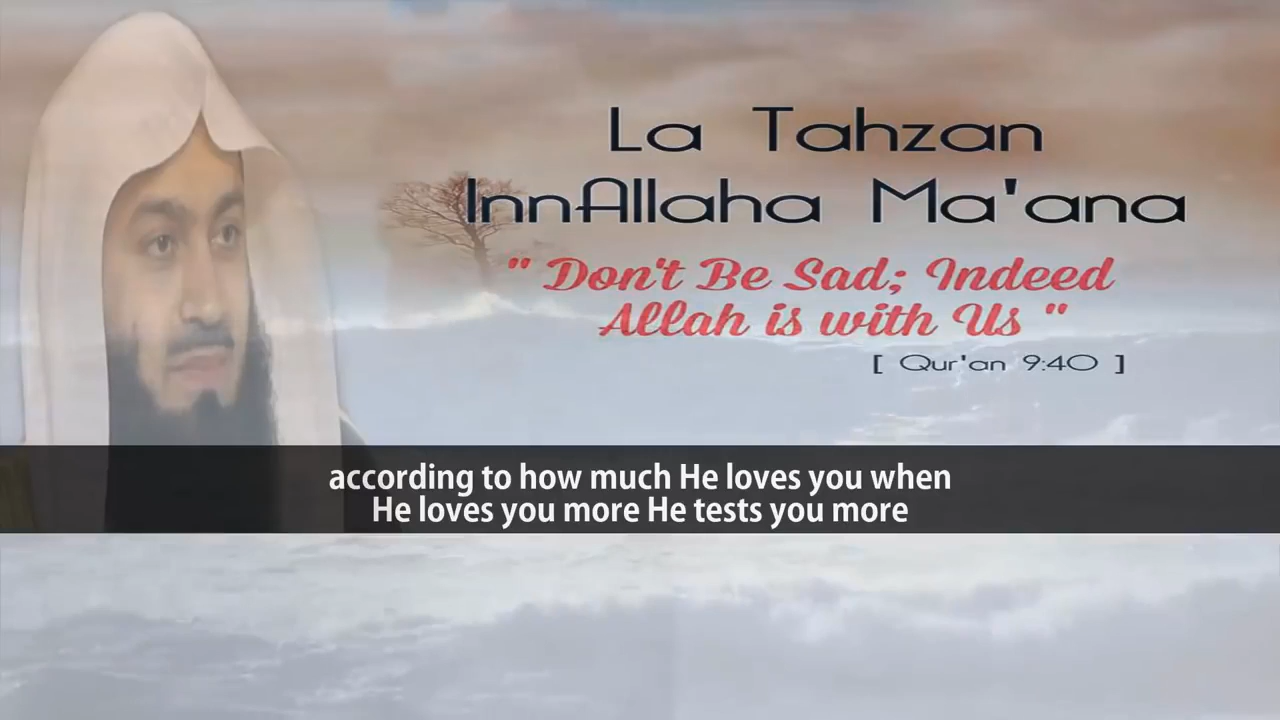 La Tahzan
InnAllaha Ma'ana
" Don't Be Sad; Indeed
Allah is with Us "
[ Qur'an 9:40 ]
according to how much He loves you when
He loves you more He tests you more